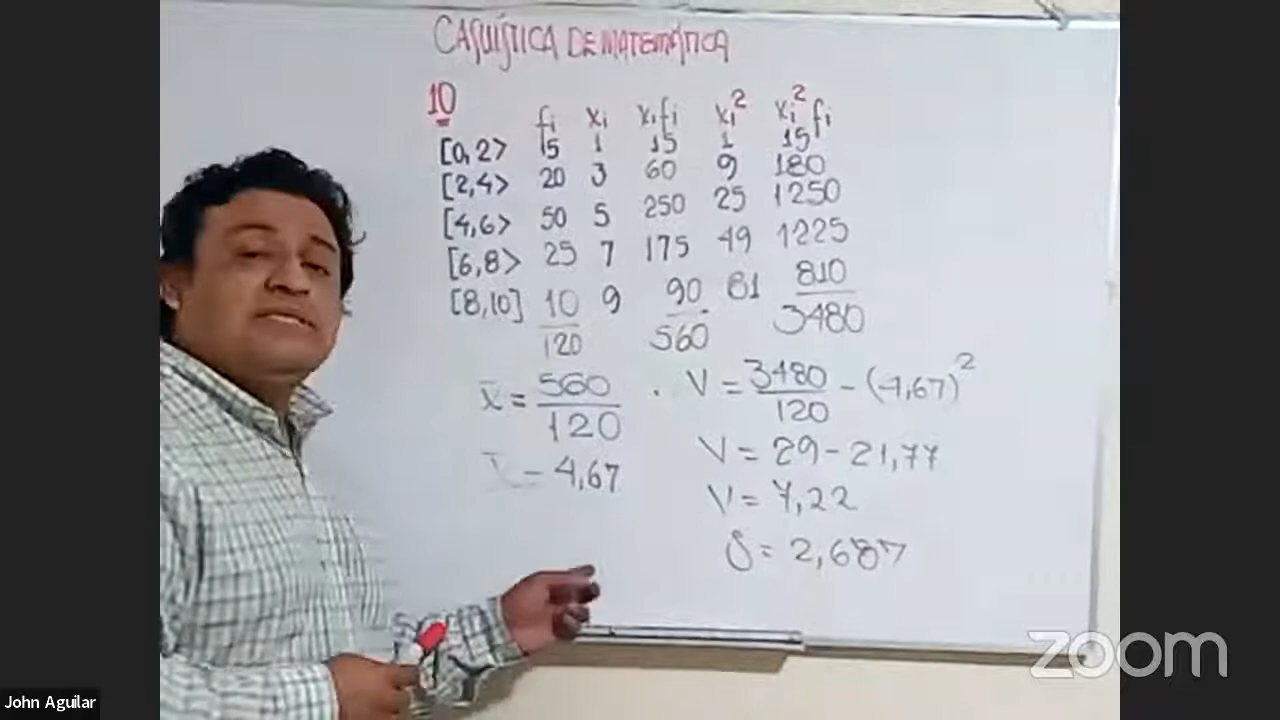 CASUÍSTICA DE MATEMÁTICA
10
fi xi xifi xi² xi²fi
[0,2> 15 1 15 1 15
[2,4> 20 3 60 9 180
[4,6> 50 5 250 25 1250
[6,8> 25 7 175 49 1225
[8,10] 10 9 90 81 810
120 560 3480
x̄ = 560/120 · V = 3480/120 - (4,67)²
x̄ = 4,67 V = 29 - 21,77
V = 7,22
S = 2,687
zoom
John Aguilar